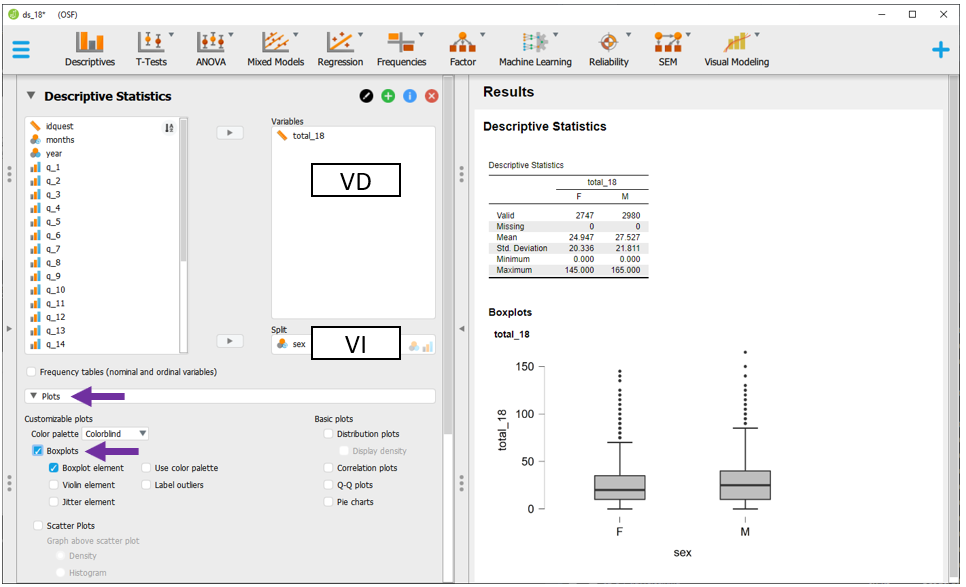 ds_18* (OSF)
Descriptives T-Tests ANOVA Mixed Models Regression Frequencies Factor Machine Learning Reliability SEM Visual Modeling
Descriptive Statistics
idquest
months
year
q_1
q_2
q_3
q_4
q_5
q_6
q_7
q_8
q_9
q_10
q_11
q_12
q_13
q_14
Variables
total_18
VD
Split
sex
VI
Frequency tables (nominal and ordinal variables)
Plots
Customizable plots
Color palette Colorblind
Boxplots
Boxplot element Use color palette
Violin element Label outliers
Jitter element
Scatter Plots
Graph above scatter plot
Density
Histogram
Basic plots
Distribution plots
Display density
Correlation plots
Q-Q plots
Pie charts
Results
Descriptive Statistics
Descriptive Statistics
total_18
F M
Valid 2747 2980
Missing 0 0
Mean 24.947 27.527
Std. Deviation 20.336 21.811
Minimum 0.000 0.000
Maximum 145.000 165.000
Boxplots
total_18
150
100
50
0
total_18
F M
sex